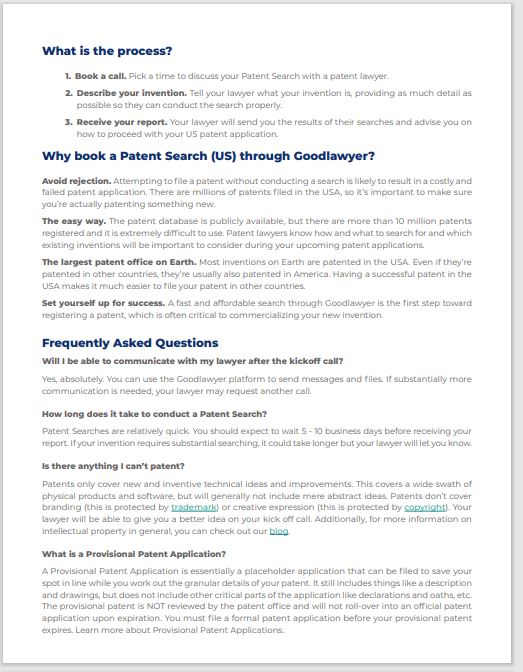 What is the process?
1. Book a call. Pick a time to discuss your Patent Search with a patent lawyer.
2. Describe your invention. Tell your lawyer what your invention is, providing as much detail as
possible so they can conduct the search properly.
3. Receive your report. Your lawyer will send you the results of their searches and advise you on
how to proceed with your US patent application.
Why book a Patent Search (US) through Goodlawyer?
Avoid rejection. Attempting to file a patent without conducting a search is likely to result in a costly and
failed patent application. There are millions of patents filed in the USA, so it's important to make sure
you're actually patenting something new.
The easy way. The patent database is publicly available, but there are more than 10 million patents
registered and it is extremely difficult to use. Patent lawyers know how and what to search for and which
existing inventions will be important to consider during your upcoming patent applications.
The largest patent office on Earth. Most inventions on Earth are patented in the USA. Even if they're
patented in other countries, they're usually also patented in America. Having a successful patent in the
USA makes it much easier to file your patent in other countries.
Set yourself up for success. A fast and affordable search through Goodlawyer is the first step toward
registering a patent, which is often critical to commercializing your new invention.
Frequently Asked Questions
Will I be able to communicate with my lawyer after the kickoff call?
Yes, absolutely. You can use the Goodlawyer platform to send messages and files. If substantially more
communication is needed, your lawyer may request another call.
How long does it take to conduct a Patent Search?
Patent Searches are relatively quick. You should expect to wait 5 - 10 business days before receiving your
report. If your invention requires substantial searching, it could take longer but your lawyer will let you know.
Is there anything I can't patent?
Patents only cover new and inventive technical ideas and improvements. This covers a wide swath of
physical products and software, but will generally not include mere abstract ideas. Patents don't cover
branding (this is protected by trademark) or creative expression (this is protected by copyright). Your
lawyer will be able to give you a better idea on your kick off call. Additionally, for more information on
intellectual property in general, you can check out our blog.
What is a Provisional Patent Application?
A Provisional Patent Application is essentially a placeholder application that can be filed to save your
spot in line while you work out the granular details of your patent. It still includes things like a description
and drawings, but does not include other critical parts of the application like declarations and oaths, etc.
The provisional patent is NOT reviewed by the patent office and will not roll-over into an official patent
application upon expiration. You must file a formal patent application before your provisional patent
expires. Learn more about Provisional Patent Applications.